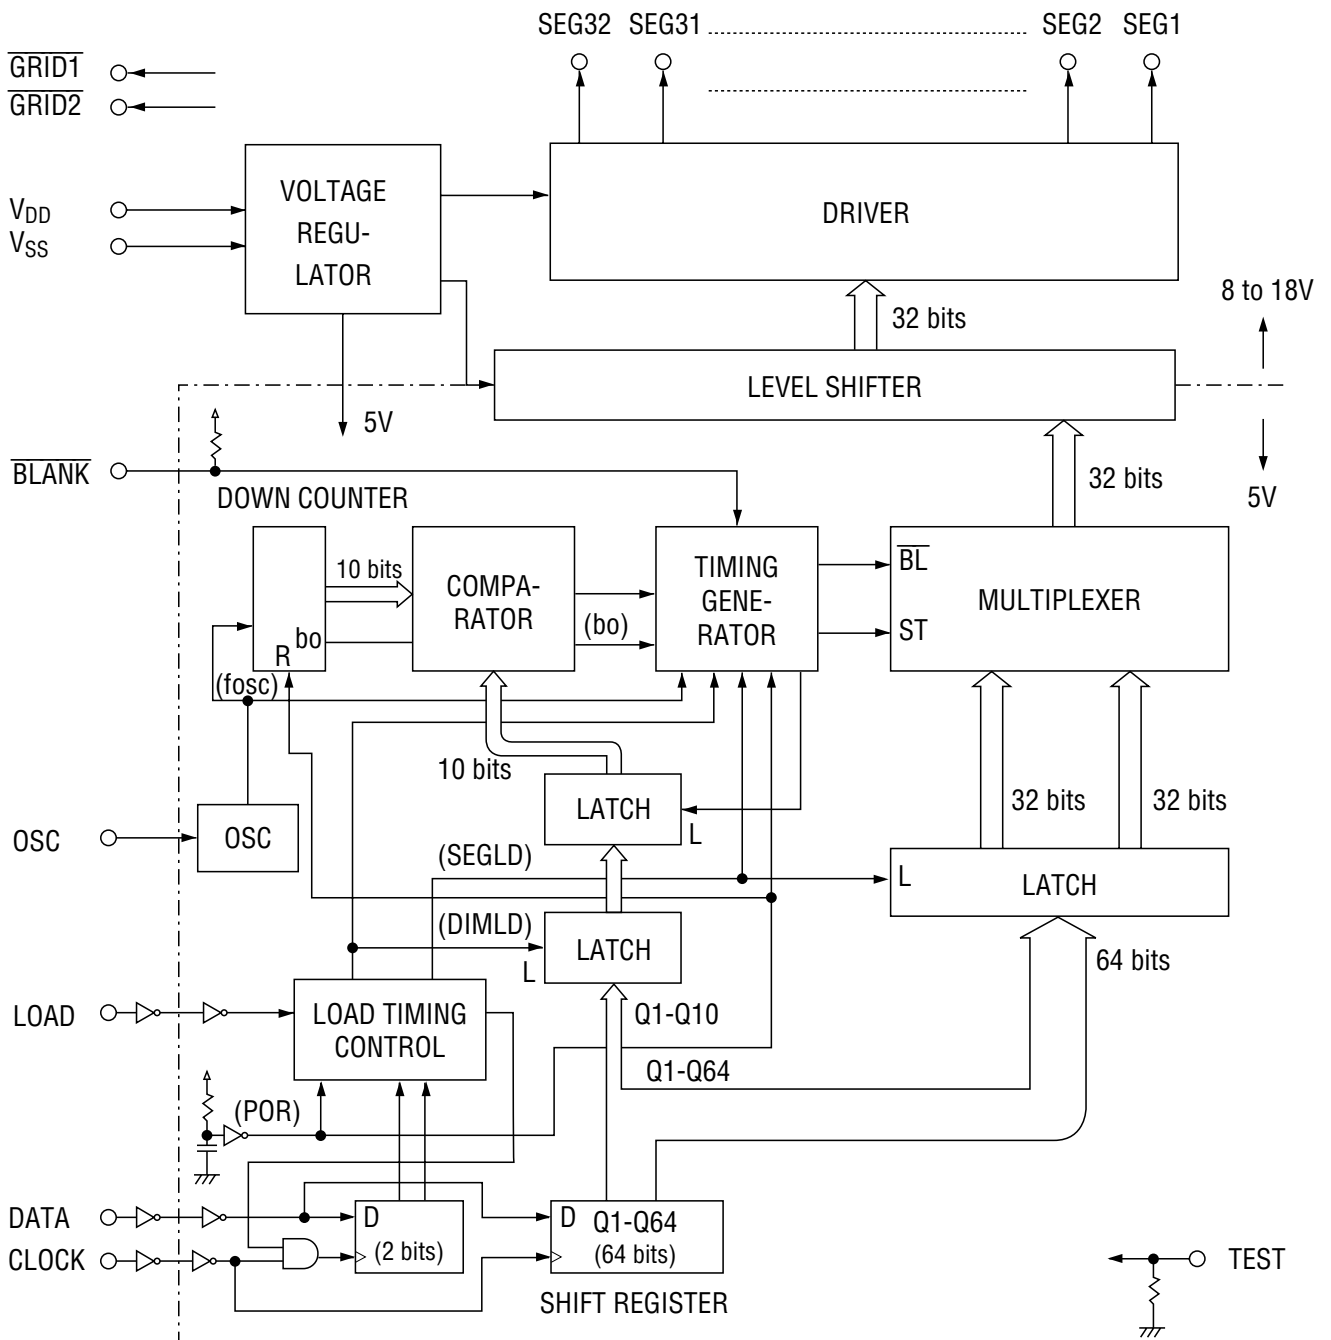 SEG32 SEG31 SEG2 SEG1
GRID1
GRID2
VOLTAGE
REGU-
LATOR
DRIVER
VDD
VSS
8 to 18V
32 bits
LEVEL SHIFTER
5V
BLANK
DOWN COUNTER
32 bits
5V
10 bits
COMPA-
RATOR
TIMING
GENE-
RATOR
BL
MULTIPLEXER
bo
(bo)
ST
R
(fosc)
10 bits
LATCH
L
32 bits
32 bits
OSC
OSC
(SEGLD)
L
LATCH
(DIMLD)
LATCH
L
64 bits
LOAD
LOAD TIMING
CONTROL
Q1-Q10
Q1-Q64
(POR)
DATA
D
(2 bits)
D
Q1-Q64
(64 bits)
CLOCK
TEST
SHIFT REGISTER